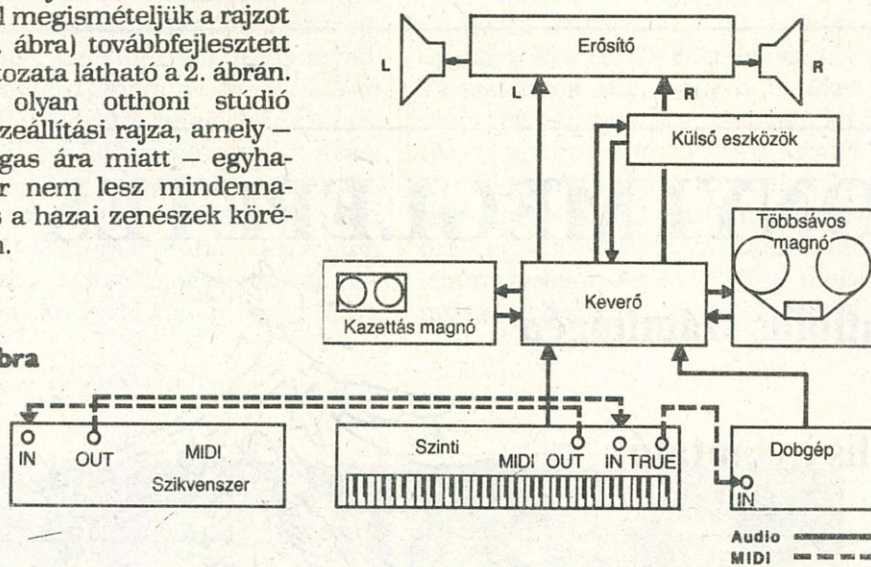 l megismételjük a rajzot
. ábra) továbbfejlesztett
tozata látható a 2. ábrán.
olyan otthoni stúdió
zeállítási rajza, amely –
gas ára miatt – egyha-
r nem lesz mindenna-
s a hazai zenészek köré-
n.
bra
Erősítő
L
R
L
R
Külső eszközök
Többsávos
magnó
Kazettás magnó
Keverő
IN
OUT
MIDI
Szikvenszer
Szinti
MIDI OUT IN TRUE
Dobgép
IN
Audio
MIDI